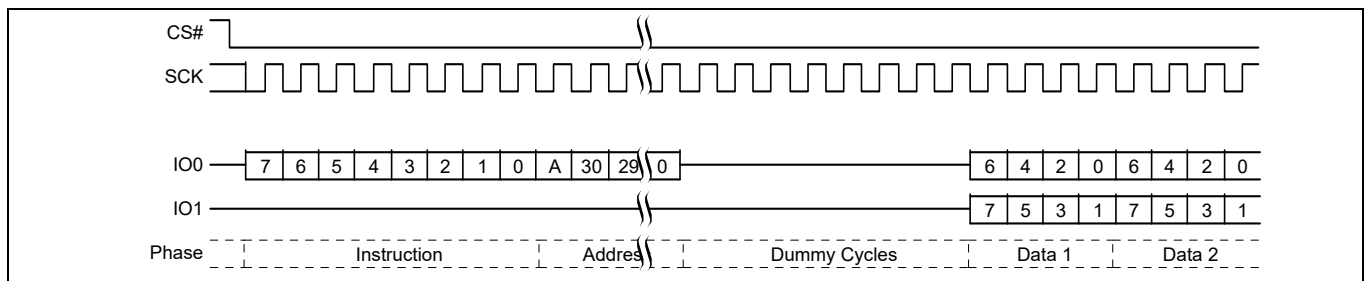 CS#
SCK
IO0 7 6 5 4 3 2 1 0 A 30 29 0 6 4 2 0 6 4 2 0
IO1 7 5 3 1 7 5 3 1
Phase Instruction Addres Dummy Cycles Data 1 Data 2